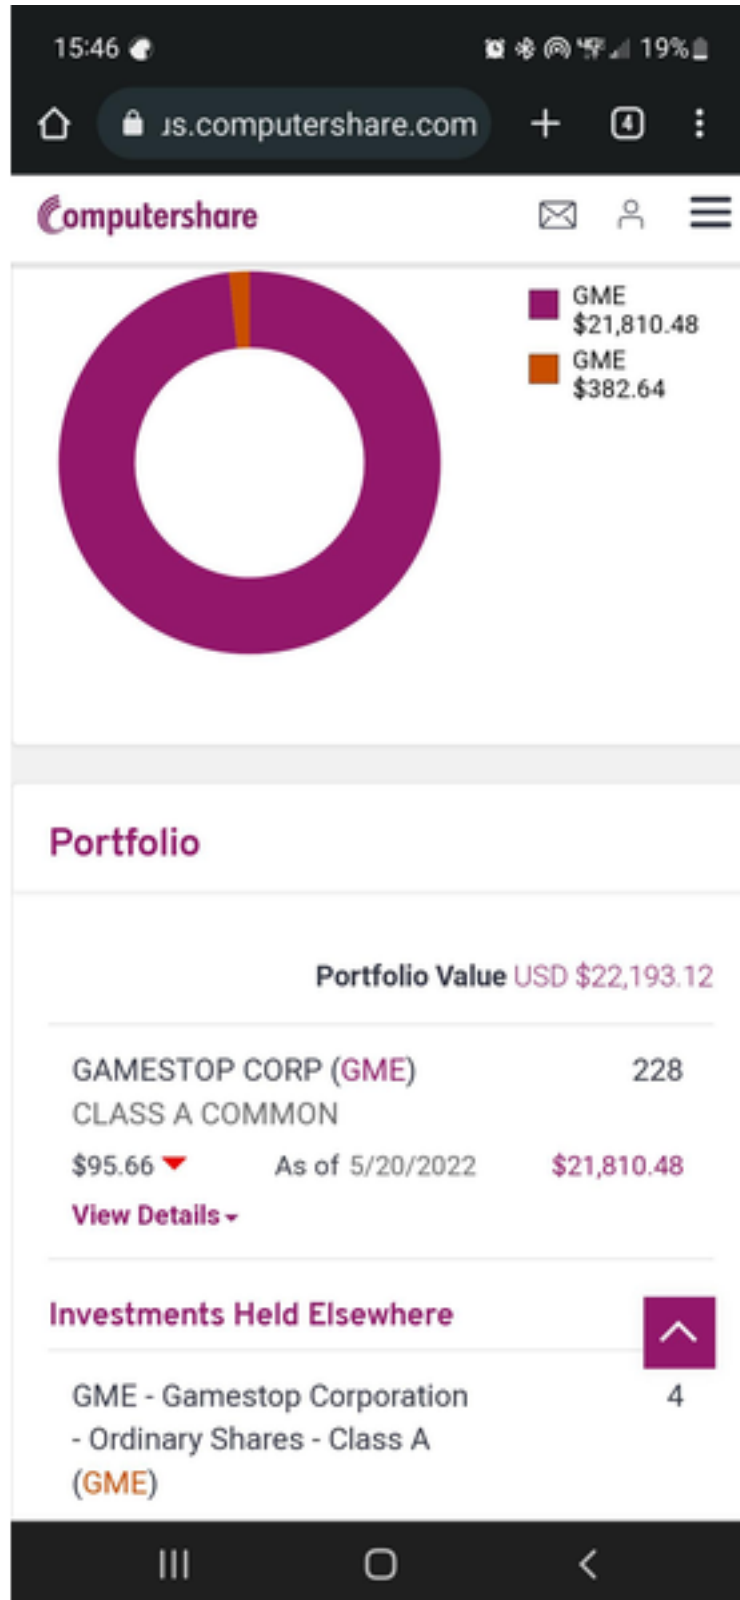 15:46
19%
us.computershare.com
4
Computershare
GME
$21,810.48
GME
$382.64
Portfolio
Portfolio Value USD $22,193.12
GAMESTOP CORP (GME) 228
CLASS A COMMON
$95.66 As of 5/20/2022 $21,810.48
View Details
Investments Held Elsewhere
GME - Gamestop Corporation 4
- Ordinary Shares - Class A
(GME)